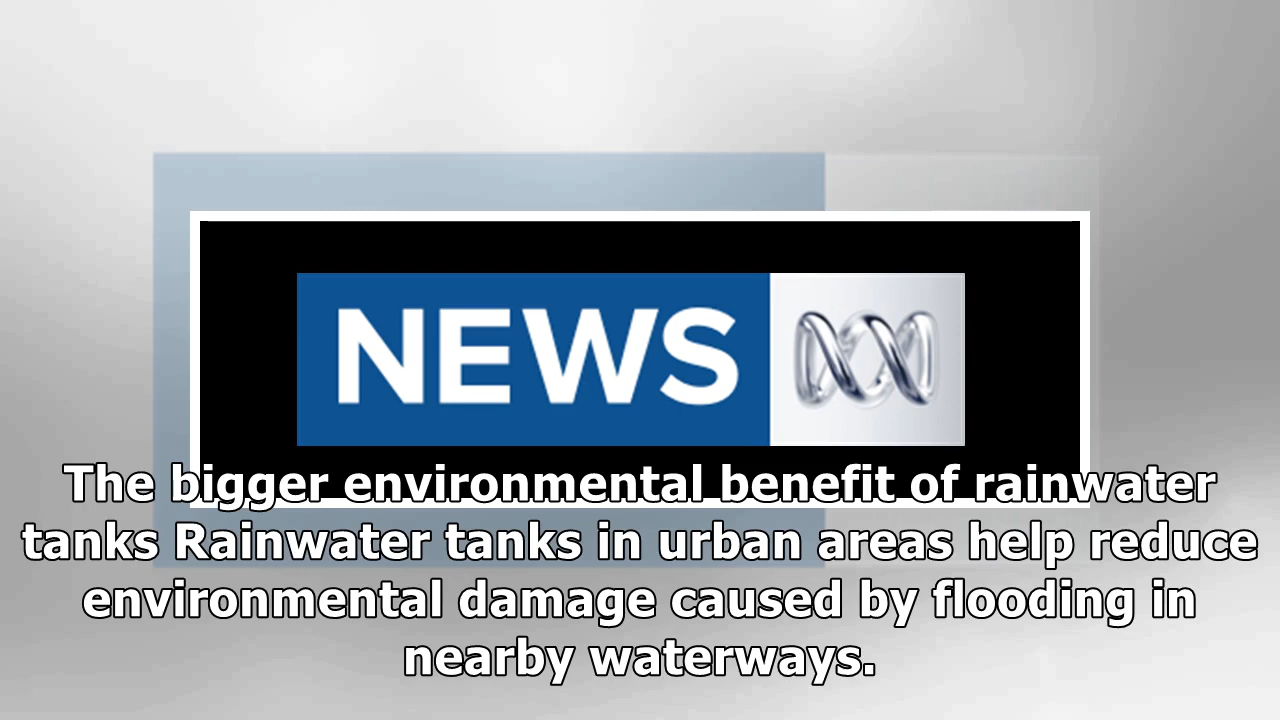 NEWS
The bigger environmental benefit of rainwater
tanks Rainwater tanks in urban areas help reduce
environmental damage caused by flooding in
nearby waterways.